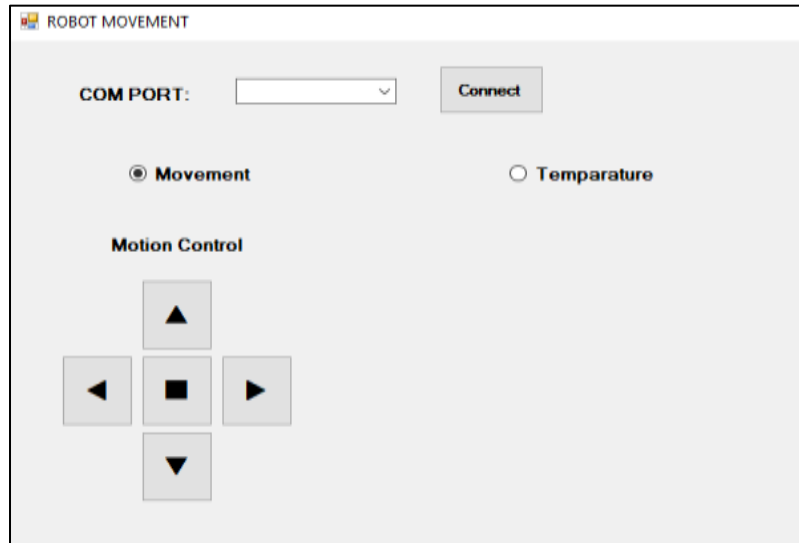 ROBOT MOVEMENT
COM PORT: Connect
Movement Temparature
Motion Control